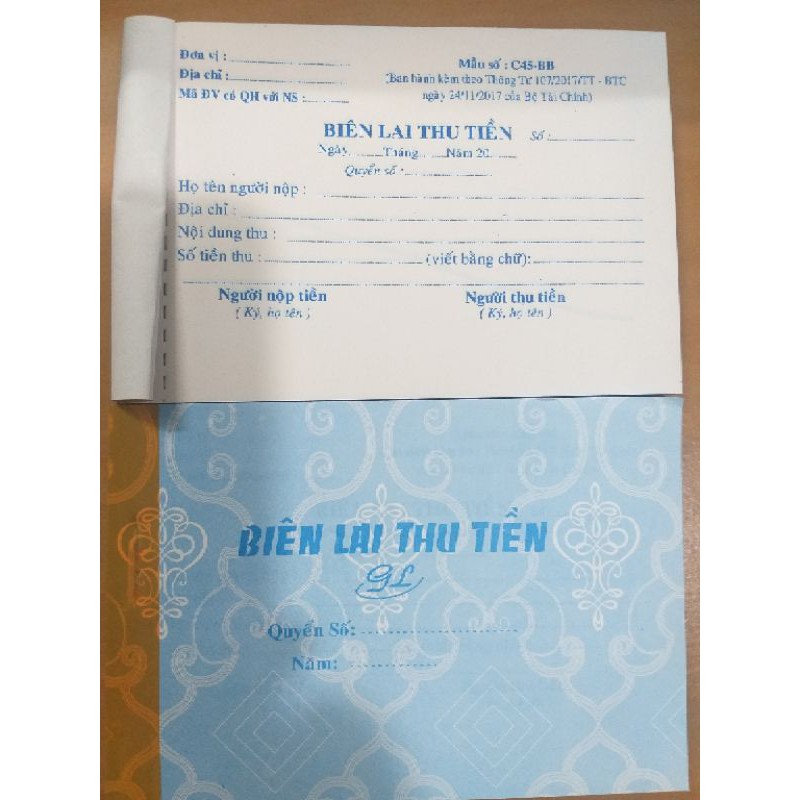 Đơn vị :
Mẫu số : C45-BB
Địa chỉ :
(Ban hành kèm theo Thông Tư 107/2017/TT - BTC
Mã ĐV có QH với NS :
ngày 24/11/2017 của Bộ Tài Chính)
BIÊN LAI THU TIỀN Số :
Ngày Tháng Năm 20
Quyển số :
Họ tên người nộp :
Địa chỉ :
Nội dung thu :
Số tiền thu : (viết bằng chữ):
Người nộp tiền Người thu tiền
( Ký, họ tên ) ( Ký, họ tên )
BIÊN LAI THU TIỀN
GL
Quyển Số:
Năm: